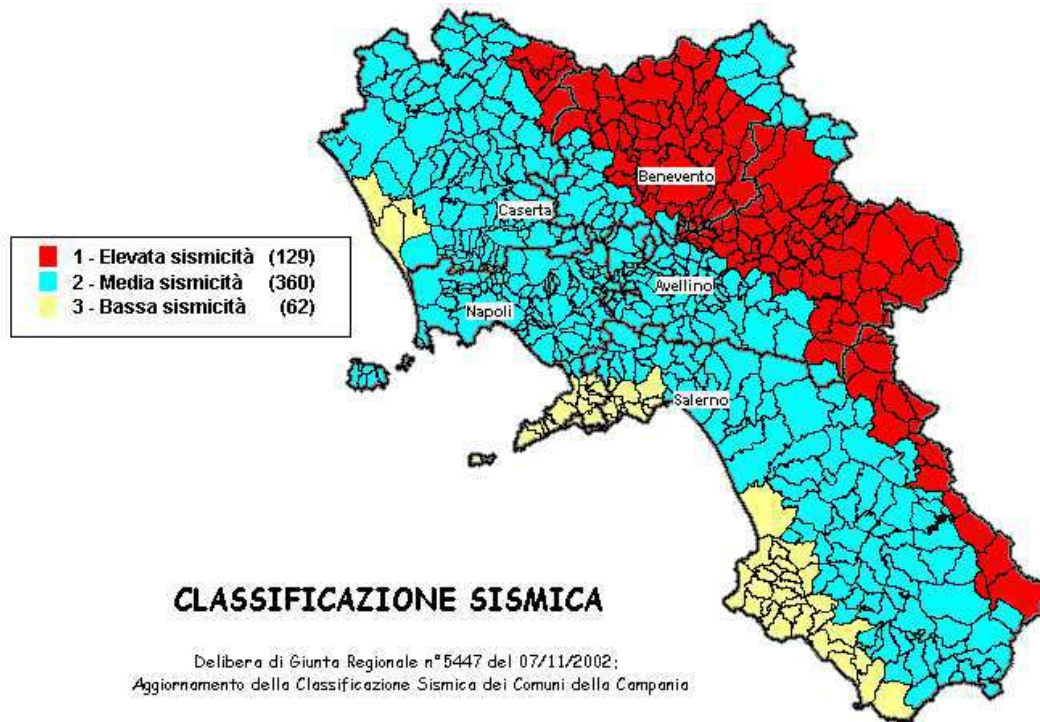 Benevento
Caserta
1 - Elevata sismicità (129)
2 - Media sismicità (360)
3 - Bassa sismicità (62)
Avellino
Napoli
Salerno
CLASSIFICAZIONE SISMICA
Delibera di Giunta Regionale n°5447 del 07/11/2002;
Aggiornamento della Classificazione Sismica dei Comuni della Campania